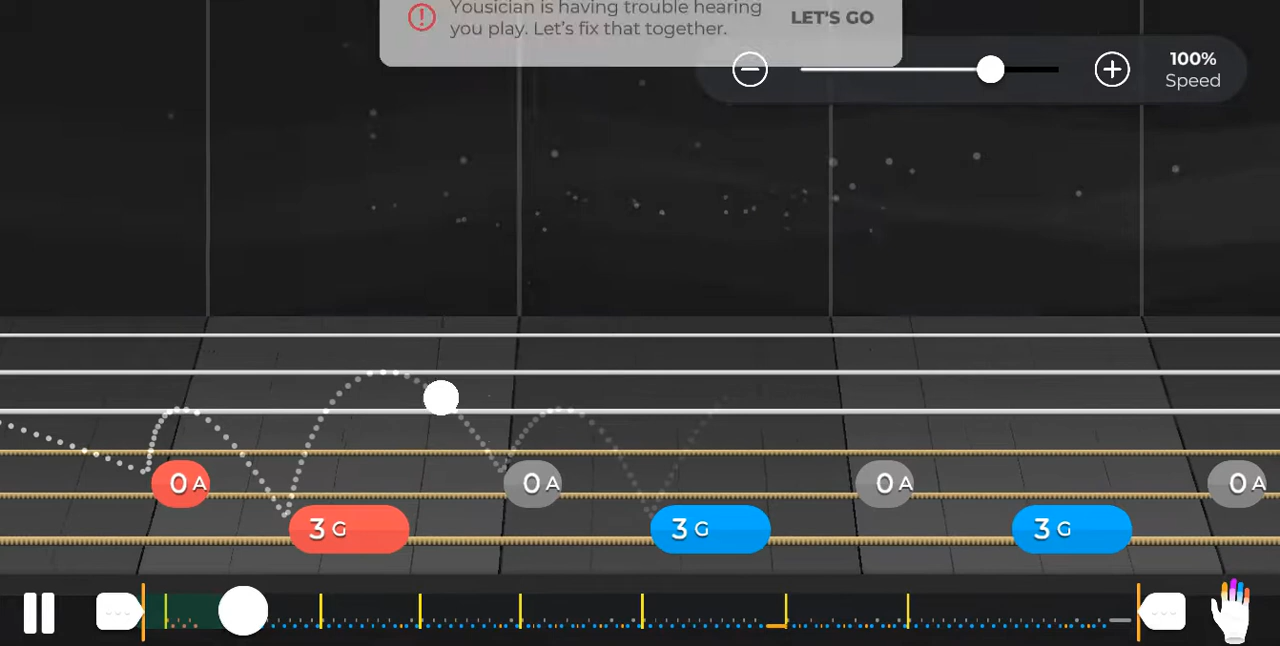 Yousician is having trouble hearing
you play. Let's fix that together.
LET'S GO
100%
Speed
0 A
0 A
0 A
0 A
3 G
3 G
3 G